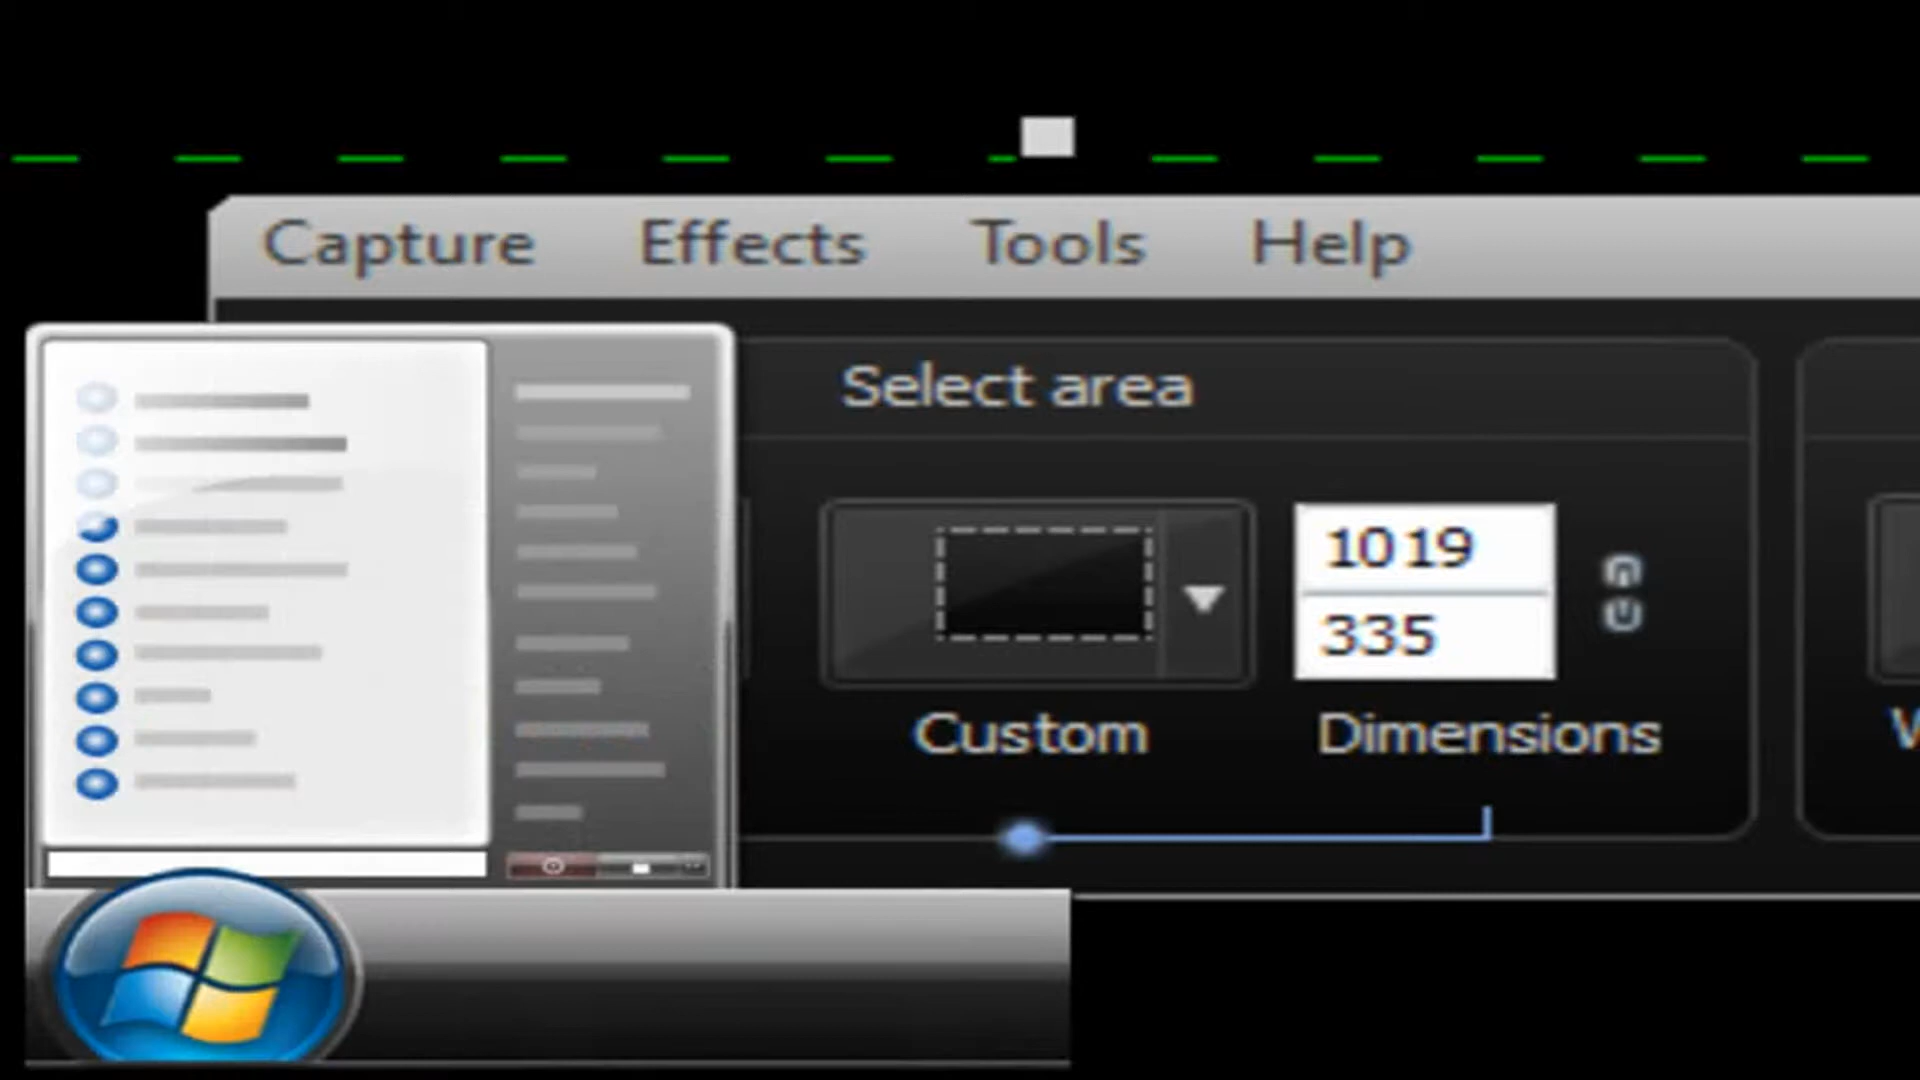 Capture Effects Tools Help
Select area
1019
335
Custom Dimensions